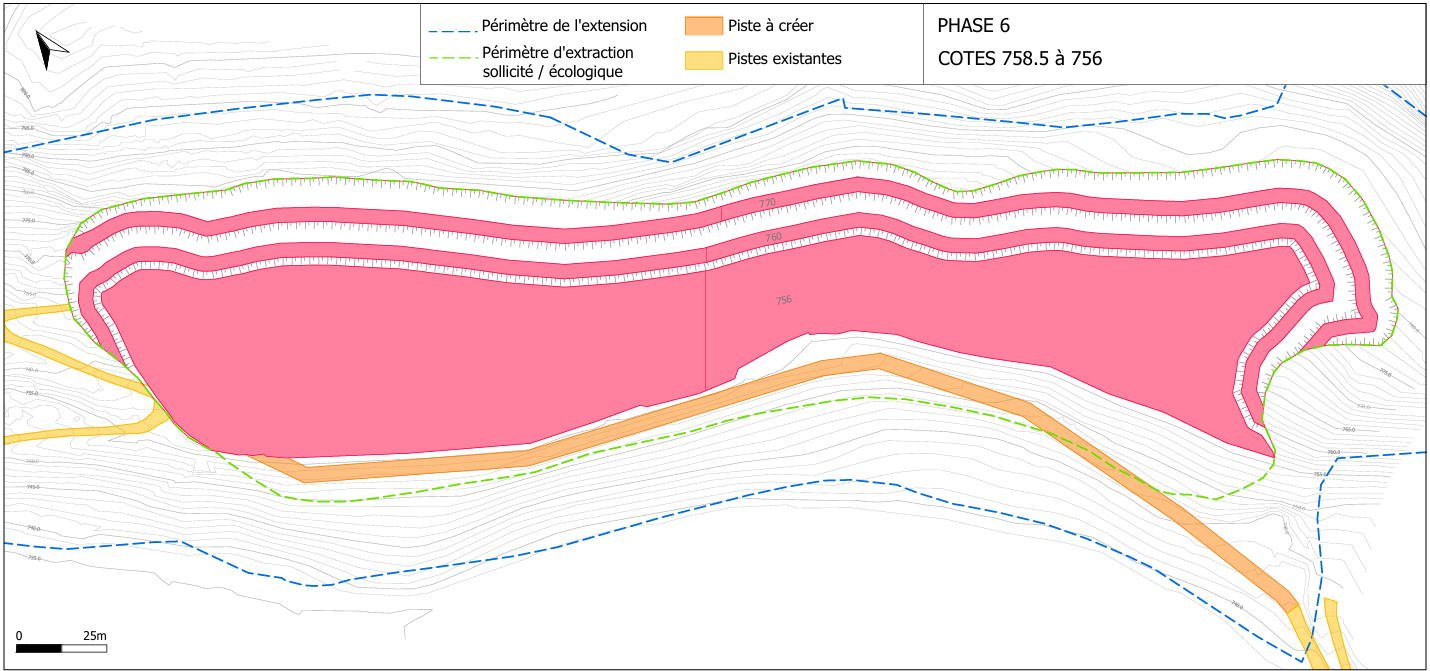 Périmètre de l'extension
Périmètre d'extraction
sollicité / écologique
Piste à créer
Pistes existantes
PHASE 6
COTES 758.5 à 756
770
760
756
0 25m